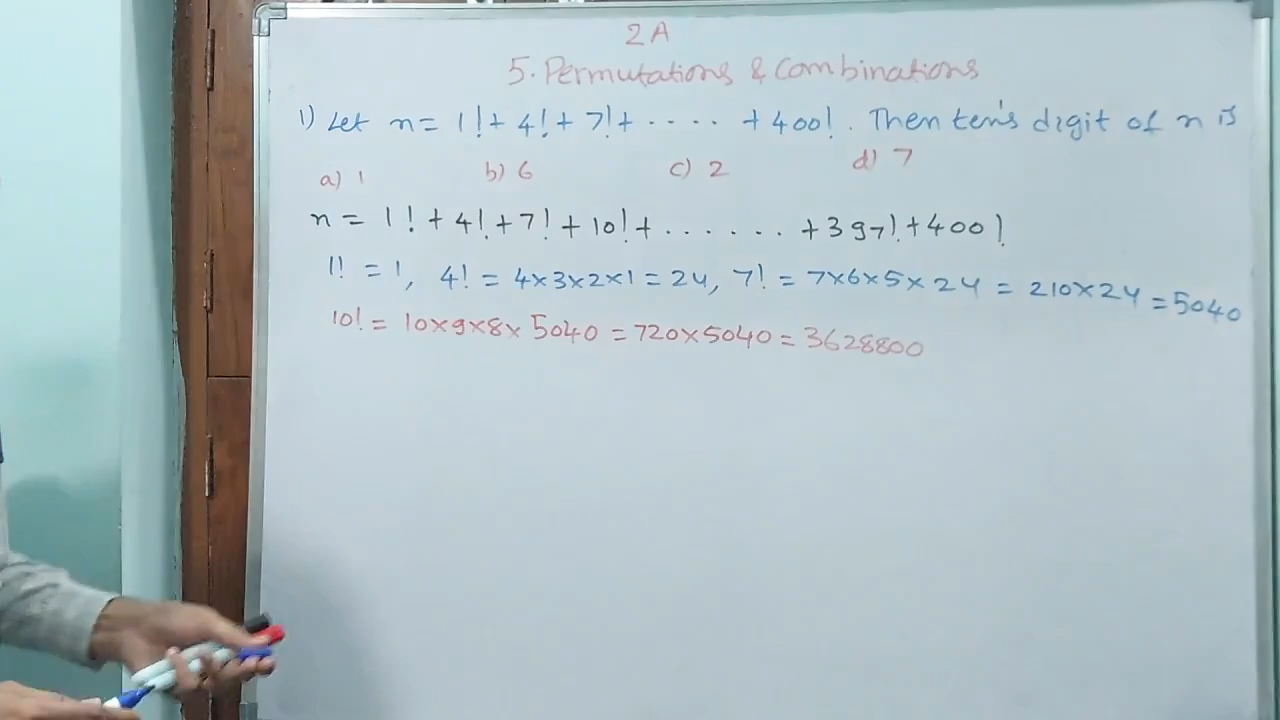 2A
5. Permutations & Combinations
1) Let n = 1! + 4! + 7! + .... + 400!. Then ten's digit of n is
a) 1 b) 6 c) 2 d) 7
n = 1! + 4! + 7! + 10! + ....... + 397! + 400!
1! = 1, 4! = 4×3×2×1 = 24, 7! = 7×6×5×24 = 210×24 = 5040
10! = 10×9×8×5040 = 720×5040 = 3628800